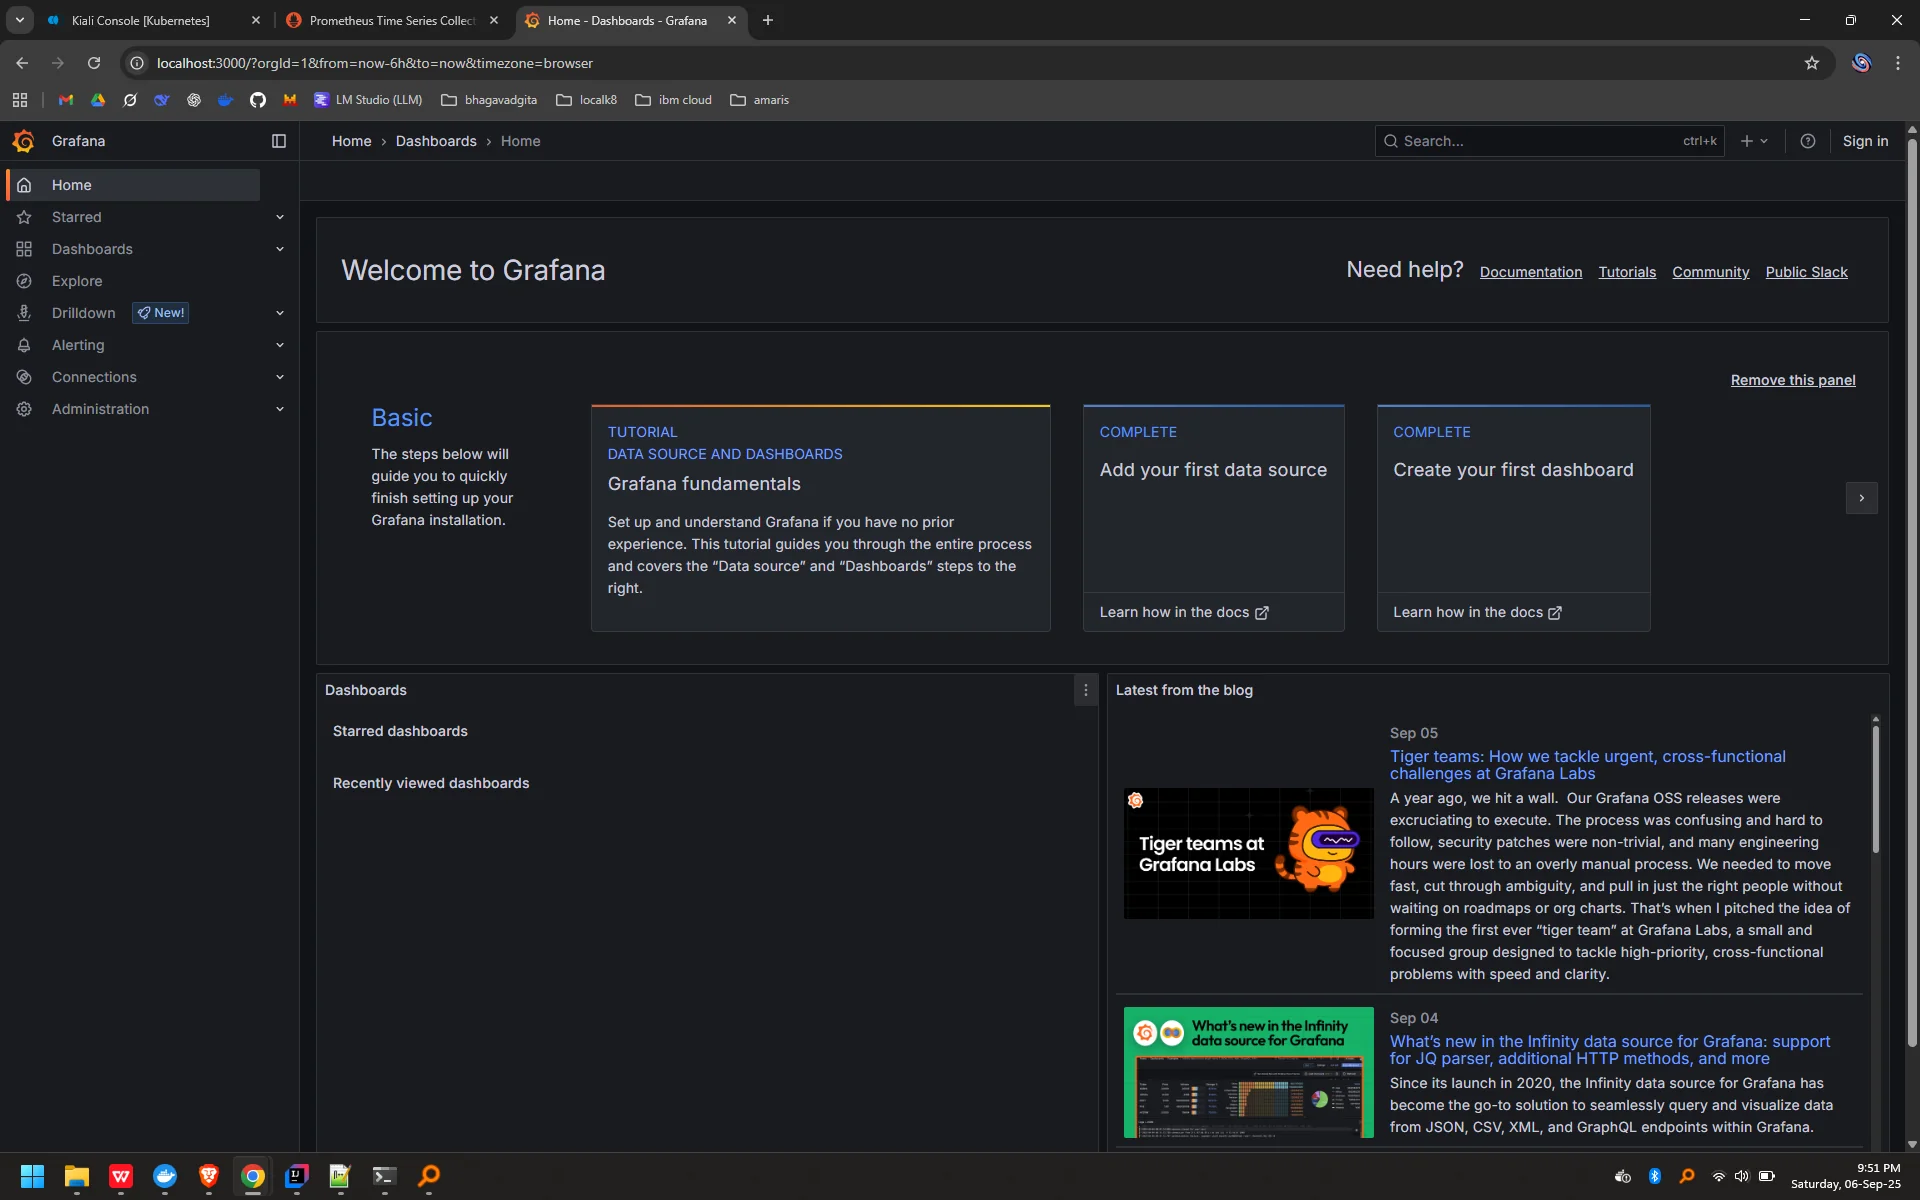 Kiali Console [Kubernetes]
Prometheus Time Series Collect
Home - Dashboards - Grafana
localhost:3000/?orgId=1&from=now-6h&to=now&timezone=browser
LM Studio (LLM)
bhagavadgita
localk8
ibm cloud
amaris
Grafana
Home › Dashboards › Home
Search...
ctrl+k
Sign in
Home
Starred
Dashboards
Explore
Drilldown
New!
Alerting
Connections
Administration
Welcome to Grafana
Need help?
Documentation
Tutorials
Community
Public Slack
Remove this panel
Basic
The steps below will
guide you to quickly
finish setting up your
Grafana installation.
TUTORIAL
DATA SOURCE AND DASHBOARDS
Grafana fundamentals
Set up and understand Grafana if you have no prior
experience. This tutorial guides you through the entire process
and covers the “Data source” and “Dashboards” steps to the
right.
COMPLETE
Add your first data source
Learn how in the docs
COMPLETE
Create your first dashboard
Learn how in the docs
Dashboards
Starred dashboards
Recently viewed dashboards
Latest from the blog
Tiger teams at
Grafana Labs
Sep 05
Tiger teams: How we tackle urgent, cross-functional
challenges at Grafana Labs
A year ago, we hit a wall. Our Grafana OSS releases were
excruciating to execute. The process was confusing and hard to
follow, security patches were non-trivial, and many engineering
hours were lost to an overly manual process. We needed to move
fast, cut through ambiguity, and pull in just the right people without
waiting on roadmaps or org charts. That’s when I pitched the idea of
forming the first ever “tiger team” at Grafana Labs, a small and
focused group designed to tackle high-priority, cross-functional
problems with speed and clarity.
What’s new in the Infinity
data source for Grafana
Sep 04
What’s new in the Infinity data source for Grafana: support
for JQ parser, additional HTTP methods, and more
Since its launch in 2020, the Infinity data source for Grafana has
become the go-to solution to seamlessly query and visualize data
from JSON, CSV, XML, and GraphQL endpoints within Grafana.
9:51 PM
Saturday, 06-Sep-25